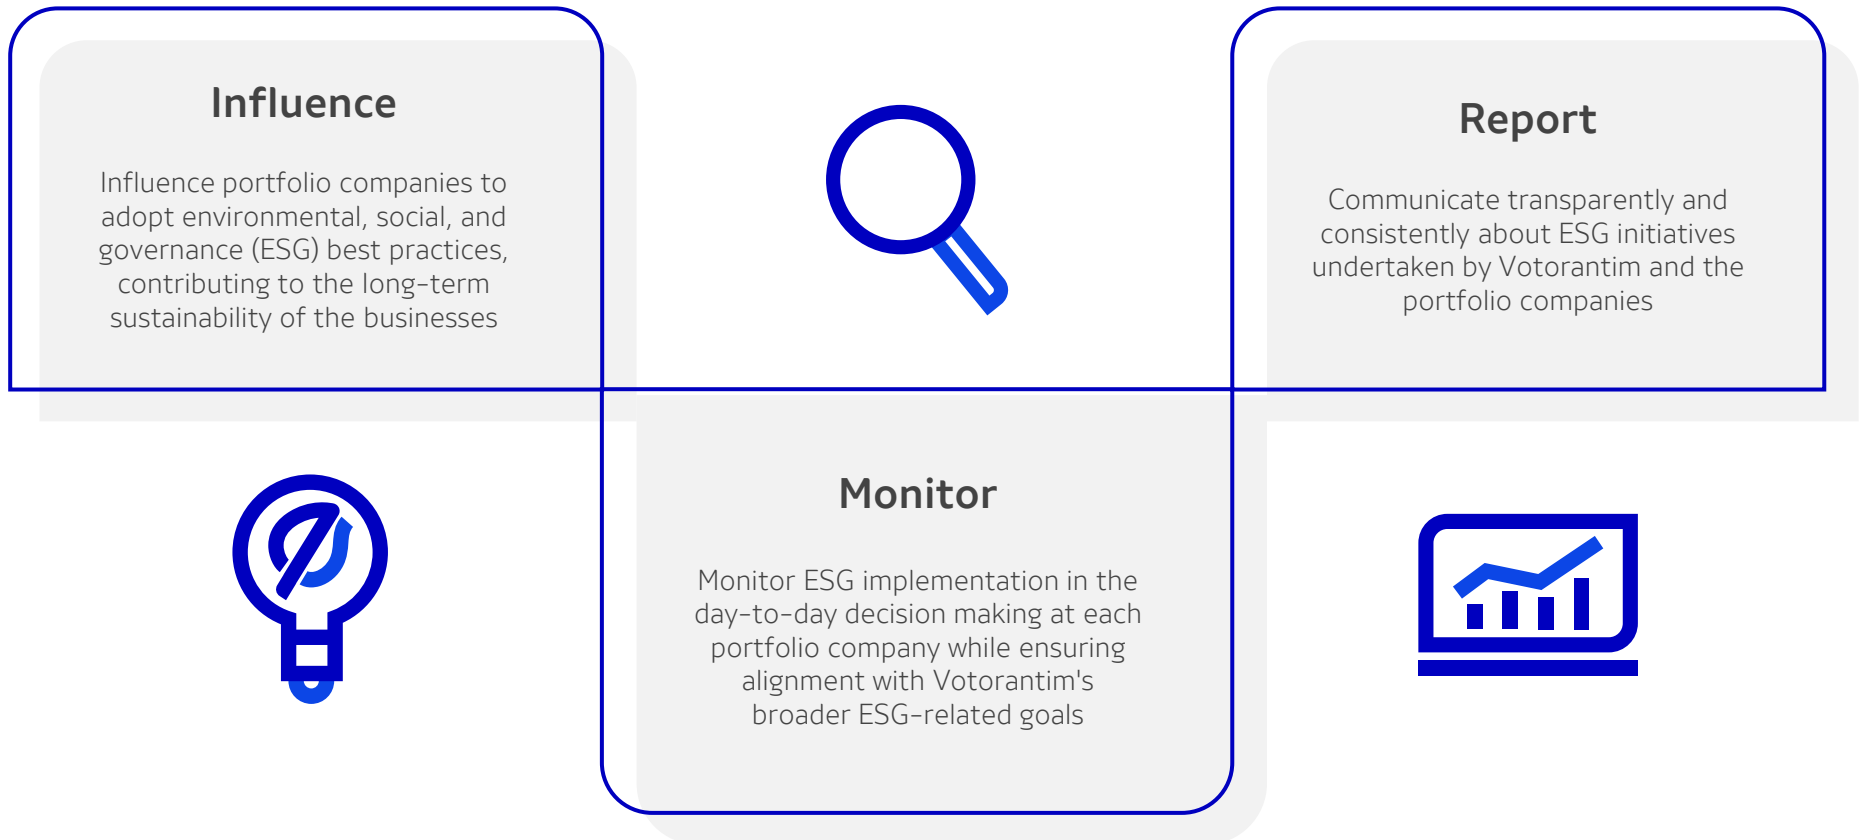 Influence
Influence portfolio companies to
adopt environmental, social, and
governance (ESG) best practices,
contributing to the long-term
sustainability of the businesses
Monitor
Monitor ESG implementation in the
day-to-day decision making at each
portfolio company while ensuring
alignment with Votorantim's
broader ESG-related goals
Report
Communicate transparently and
consistently about ESG initiatives
undertaken by Votorantim and the
portfolio companies